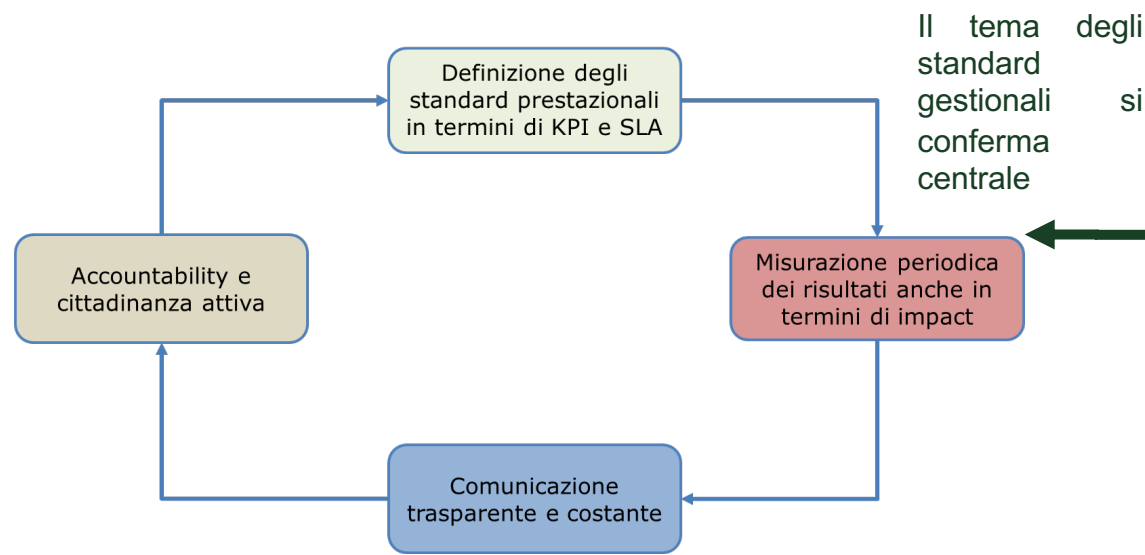 Il tema degli
standard
gestionali si
conferma
centrale
Definizione degli
standard prestazionali
in termini di KPI e SLA
Accountability e
cittadinanza attiva
Misurazione periodica
dei risultati anche in
termini di impact
Comunicazione
trasparente e costante